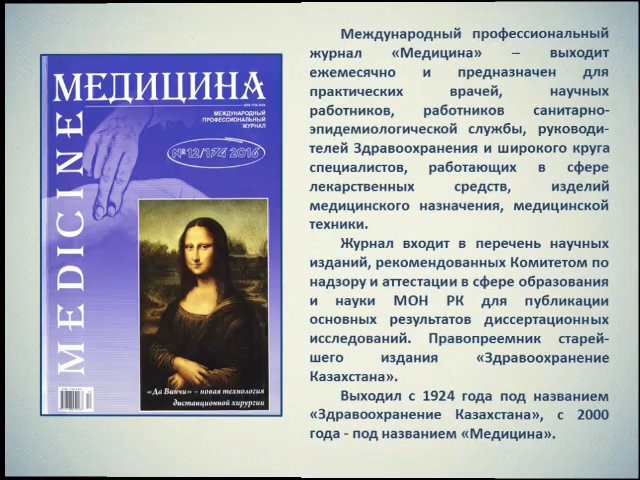 МЕДИЦИНА
МЕЖДУНАРОДНЫЙ
ПРОФЕССИОНАЛЬНЫЙ
ЖУРНАЛ
№12/174 2016
MEDICINE
«Да Винчи» – новая технология
дистанционной хирургии
Международный профессиональный
журнал «Медицина» – выходит
ежемесячно и предназначен для
практических врачей, научных
работников, работников санитарно-
эпидемиологической службы, руководи-
телей Здравоохранения и широкого круга
специалистов, работающих в сфере
лекарственных средств, изделий
медицинского назначения, медицинской
техники.
Журнал входит в перечень научных
изданий, рекомендованных Комитетом по
надзору и аттестации в сфере образования
и науки МОН РК для публикации
основных результатов диссертационных
исследований. Правопреемник старей-
шего издания «Здравоохранение
Казахстана».
Выходил с 1924 года под названием
«Здравоохранение Казахстана», с 2000
года - под названием «Медицина».